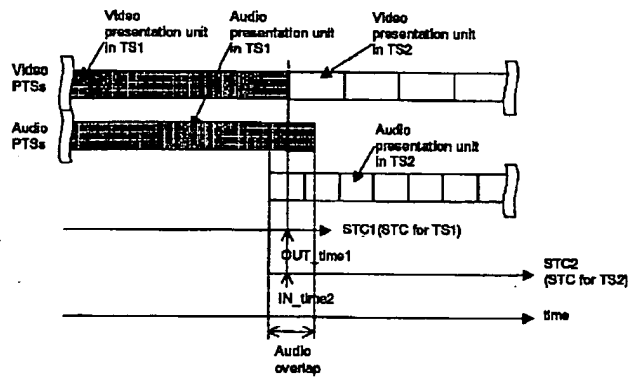 Video
presentation unit
in TS1
Audio
presentation unit
in TS1
Video
presentation unit
in TS2
Video
PTSs
Audio
PTSs
Audio
presentation unit
in TS2
STC1(STC for TS1)
OUT_time1
STC2
(STC for TS2)
IN_time2
time
Audio
overlap